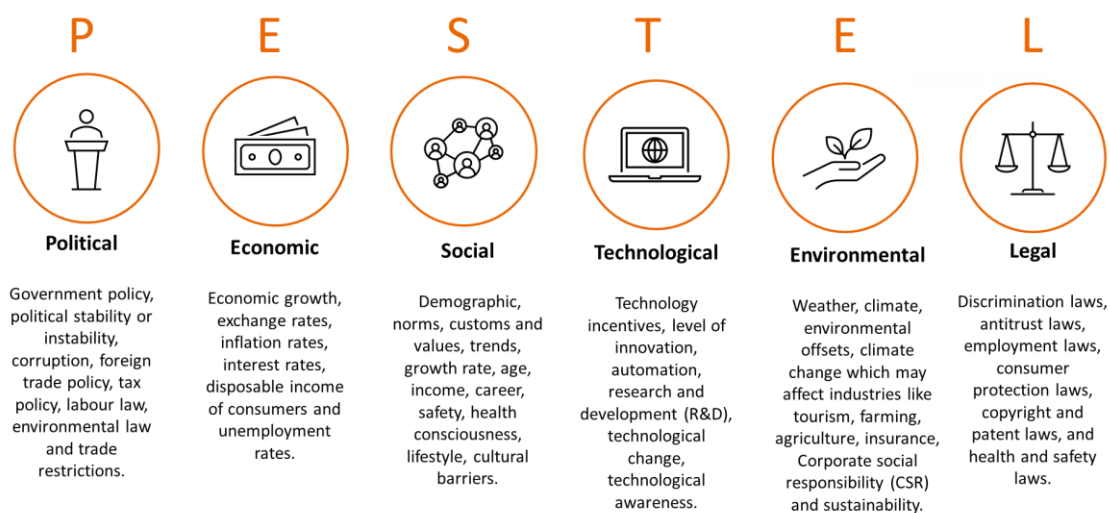 P
E
S
T
E
L
Political
Government policy,
political stability or
instability,
corruption, foreign
trade policy, tax
policy, labour law,
environmental law
and trade
restrictions.
Economic
Economic growth,
exchange rates,
inflation rates,
interest rates,
disposable income
of consumers and
unemployment
rates.
Social
Demographic,
norms, customs and
values, trends,
growth rate, age,
income, career,
safety, health
consciousness,
lifestyle, cultural
barriers.
Technological
Technology
incentives, level of
innovation,
automation,
research and
development (R&D),
technological
change,
technological
awareness.
Environmental
Weather, climate,
environmental
offsets, climate
change which may
affect industries like
tourism, farming,
agriculture, insurance,
Corporate social
responsibility (CSR)
and sustainability.
Legal
Discrimination laws,
antitrust laws,
employment laws,
consumer
protection laws,
copyright and
patent laws, and
health and safety
laws.